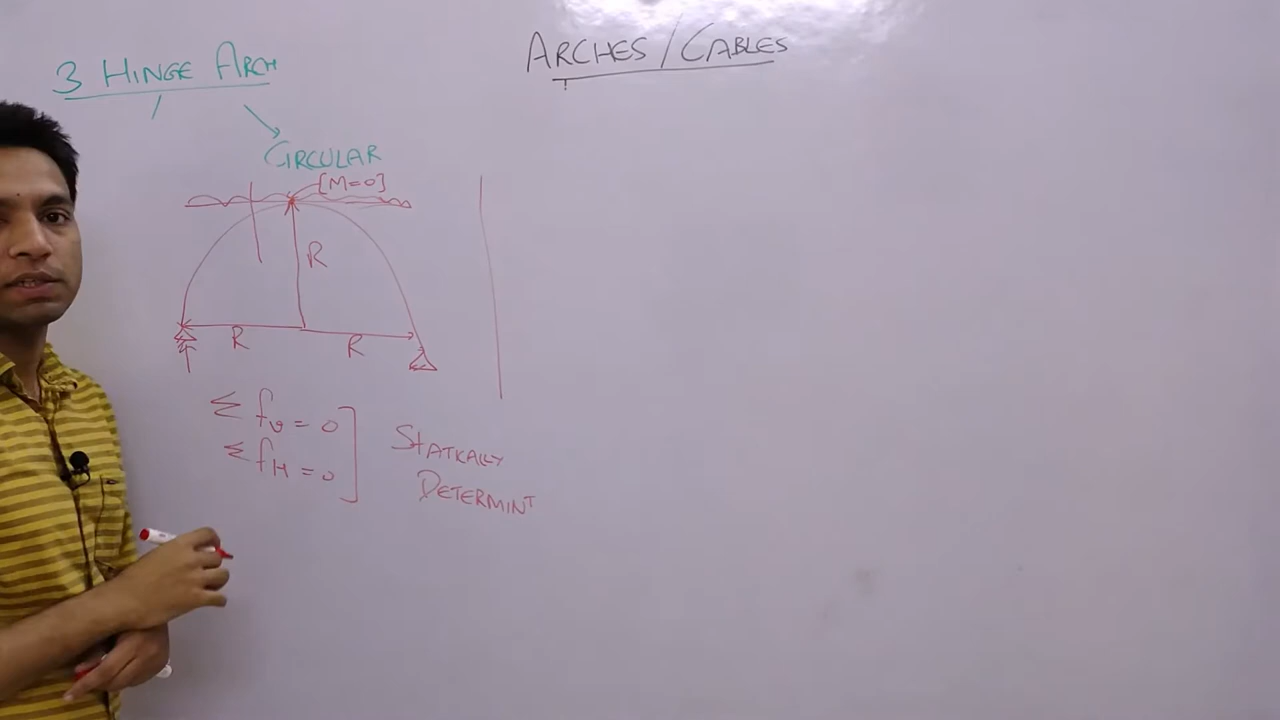 ARCHES / CABLES
3 HINGE ARCH
CIRCULAR
[M=0]
R
R
R
Σ fv = 0
Σ fH = 0
STATICALLY
DETERMINT